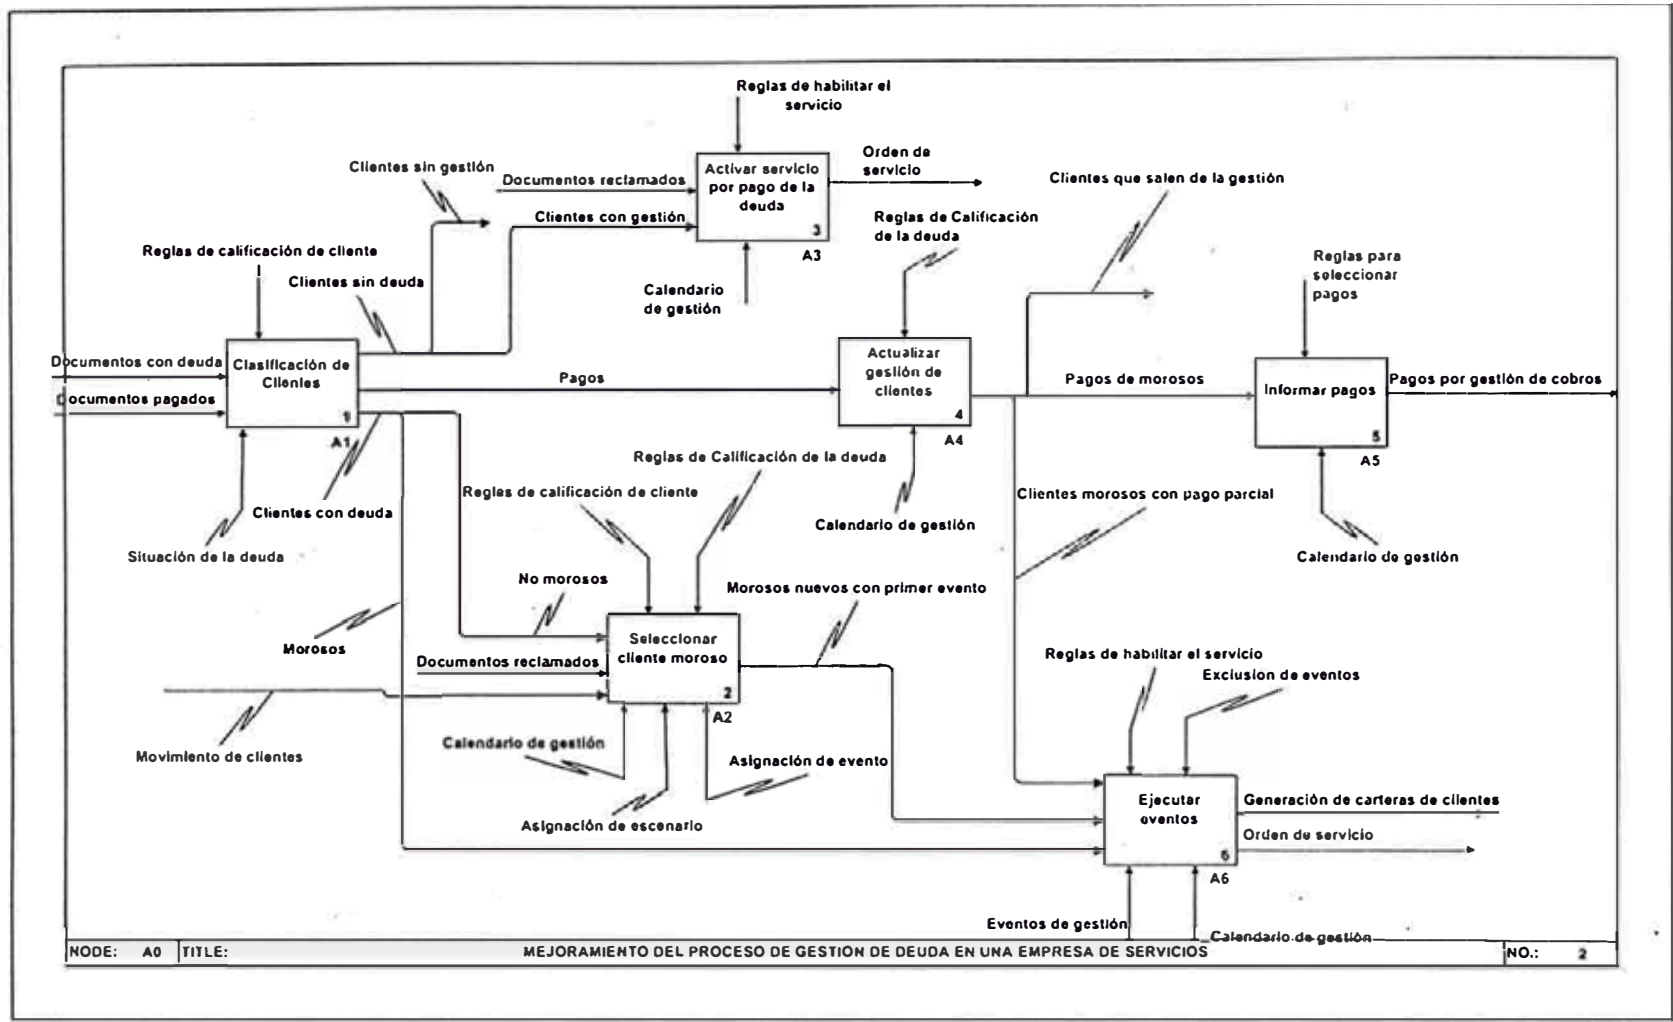 Reglas de habilitar el
servicio
Clientes sin gestión
Documentos reclamados
Clientes con gestión
Activar servicio
por pago de la
deuda
3
A3
Orden de
servicio
Calendario
de gestión
Clientes que salen de la gestión
Reglas de Calificación
de la deuda
Reglas para
seleccionar
pagos
Reglas de calificación de cliente
Clientes sin deuda
Documentos con deuda
Documentos pagados
Clasificación de
Clientes
1
A1
Pagos
Actualizar
gestión de
clientes
4
A4
Pagos de morosos
Informar pagos
5
A5
Pagos por gestión de cobros
Clientes con deuda
Situación de la deuda
Reglas de Calificación de la deuda
Reglas de calificación de cliente
Calendario de gestión
Clientes morosos con pago parcial
Calendario de gestión
No morosos
Morosos nuevos con primer evento
Morosos
Documentos reclamados
Seleccionar
cliente moroso
2
A2
Movimiento de clientes
Calendario de gestión
Asignación de evento
Asignación de escenario
Reglas de habilitar el servicio
Exclusion de eventos
Ejecutar
eventos
6
A6
Generación de carteras de clientes
Orden de servicio
Eventos de gestión
Calendario de gestión
NODE: A0 TITLE: MEJORAMIENTO DEL PROCESO DE GESTION DE DEUDA EN UNA EMPRESA DE SERVICIOS NO.: 2